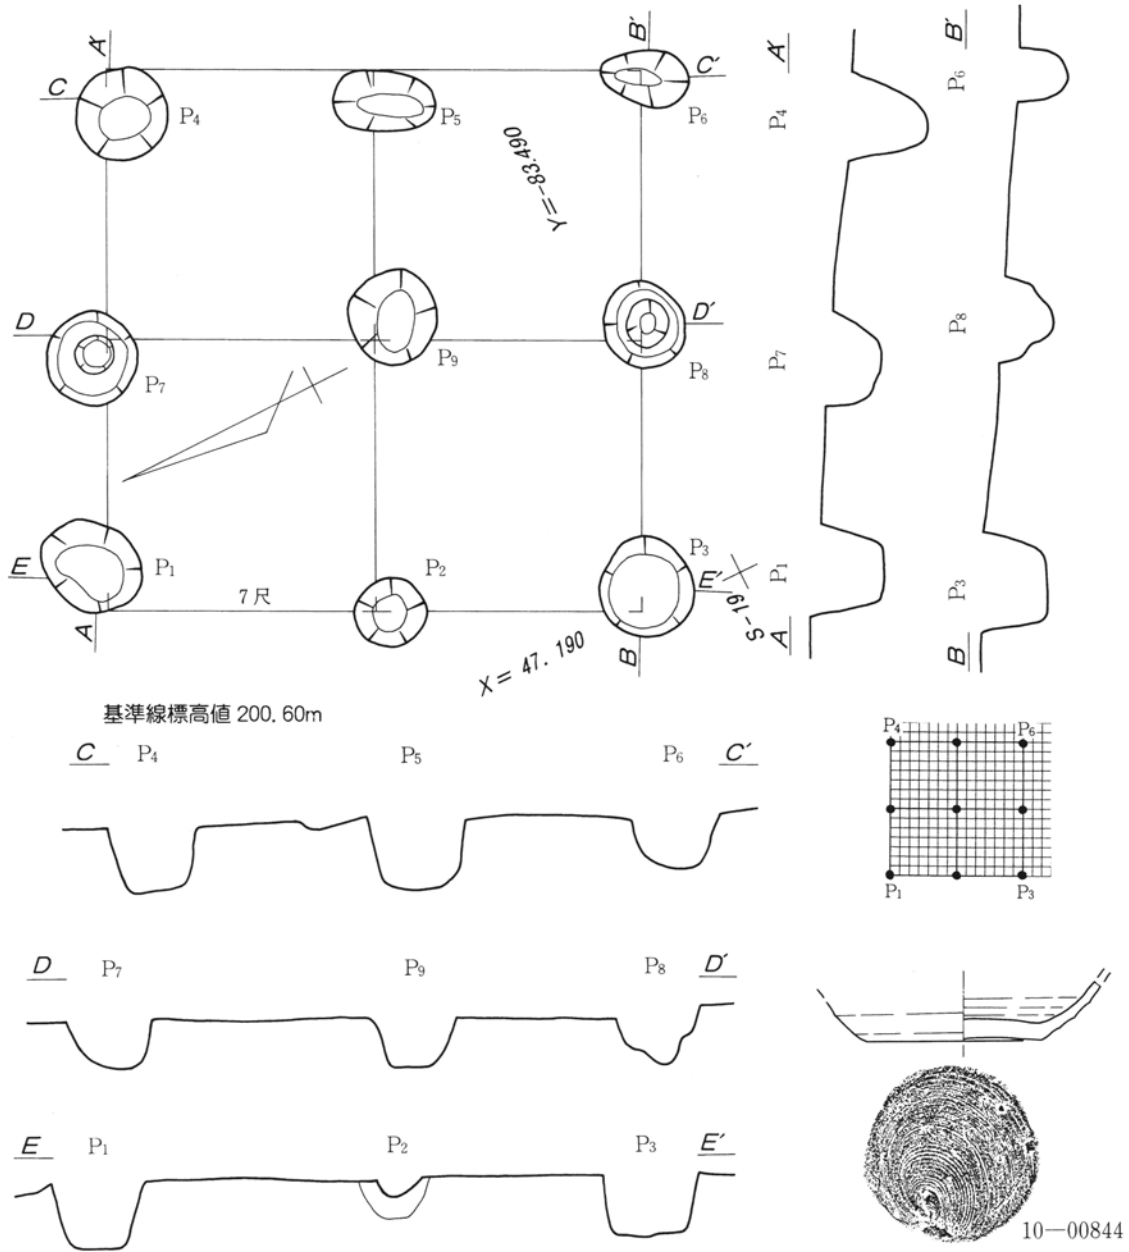 A′
B′
C
C′
P4
P5
P6
Y=-83.490
D
D′
P7
P9
P8
E
P1
P2
P3
E′
7尺
S-19
A
B
X= 47.190
A′
B′
P4
P6
P7
P8
P1
P3
A
B
基準線標高値 200.60m
C
P4
P5
P6
C′
D
P7
P9
P8
D′
E
P1
P2
P3
E′
P4
P6
P1
P3
10—00844